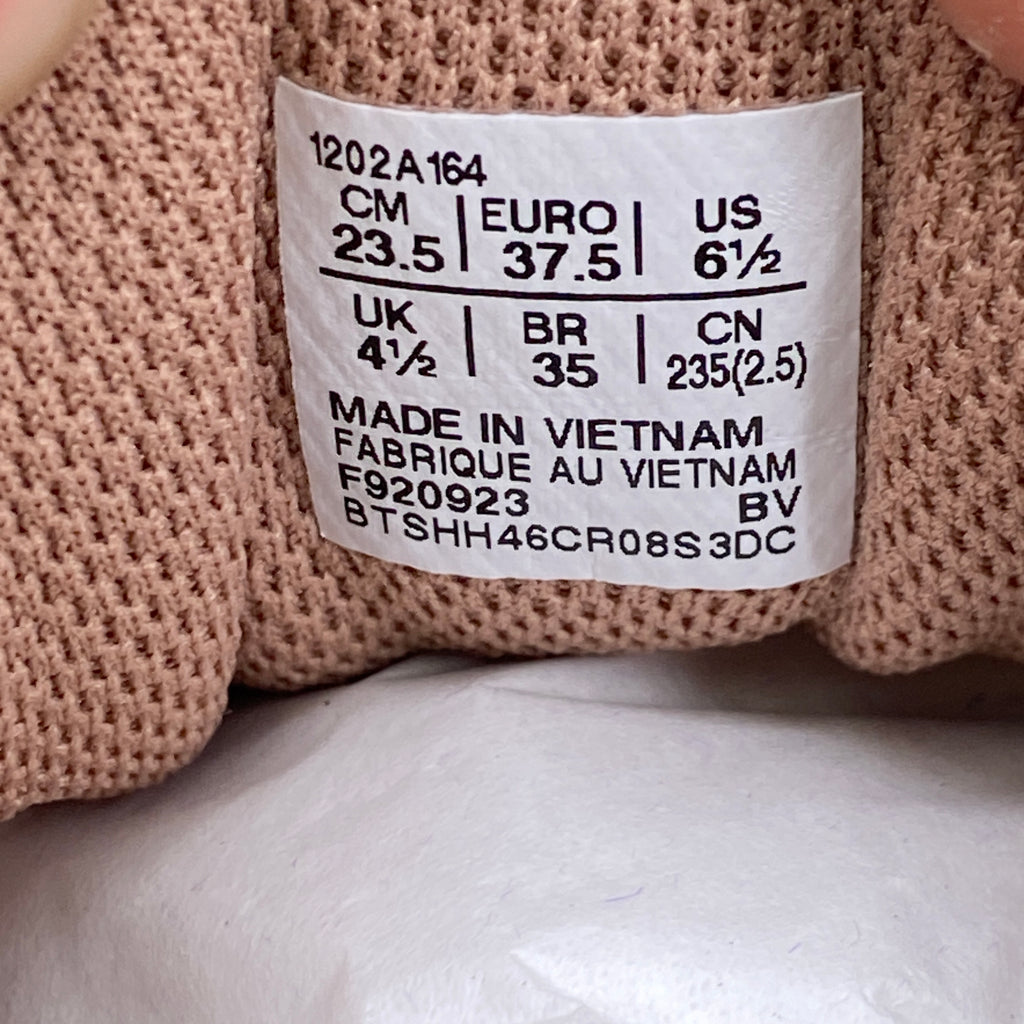 1202A164
CM | EURO | US
23.5 | 37.5 | 6½
UK | BR | CN
4½ | 35 | 235(2.5)
MADE IN VIETNAM
FABRIQUE AU VIETNAM
F920923 BV
BTSHH46CR08S3DC